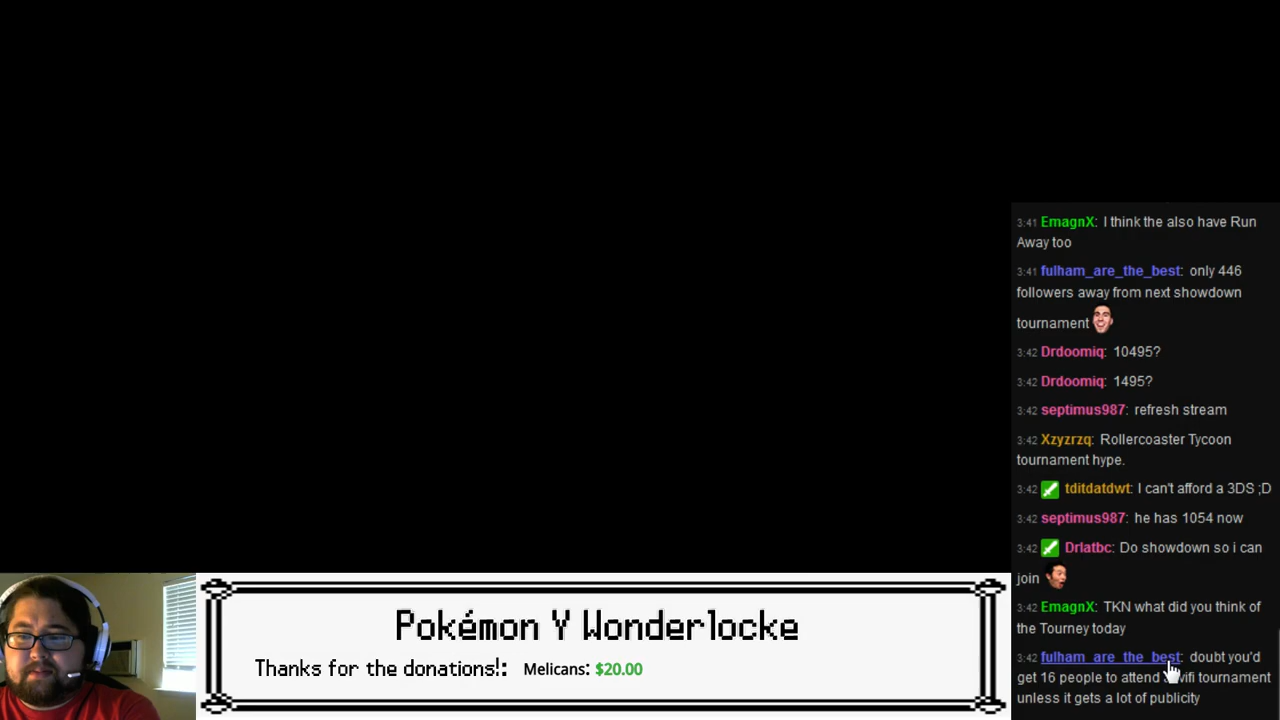 3:41 EmagnX: I think the also have Run
Away too
3:41 fulham_are_the_best: only 446
followers away from next showdown
tournament
3:42 Drdoomiq: 10495?
3:42 Drdoomiq: 1495?
3:42 septimus987: refresh stream
3:42 Xzyzrzq: Rollercoaster Tycoon
tournament hype.
3:42 tditdatdwt: I can't afford a 3DS ;D
3:42 septimus987: he has 1054 now
3:42 Drlatbc: Do showdown so i can
join
3:42 EmagnX: TKN what did you think of
the Tourney today
3:42 fulham_are_the_best: doubt you'd
get 16 people to attend wifi tournament
unless it gets a lot of publicity
Pokémon Y Wonderlocke
Thanks for the donations!: Melicans: $20.00